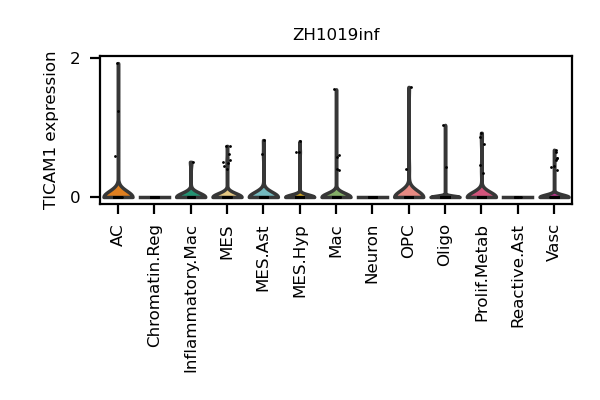 ZH1019inf
TICAM1 expression
2
0
AC
Chromatin.Reg
Inflammatory.Mac
MES
MES.Ast
MES.Hyp
Mac
Neuron
OPC
Oligo
Prolif.Metab
Reactive.Ast
Vasc